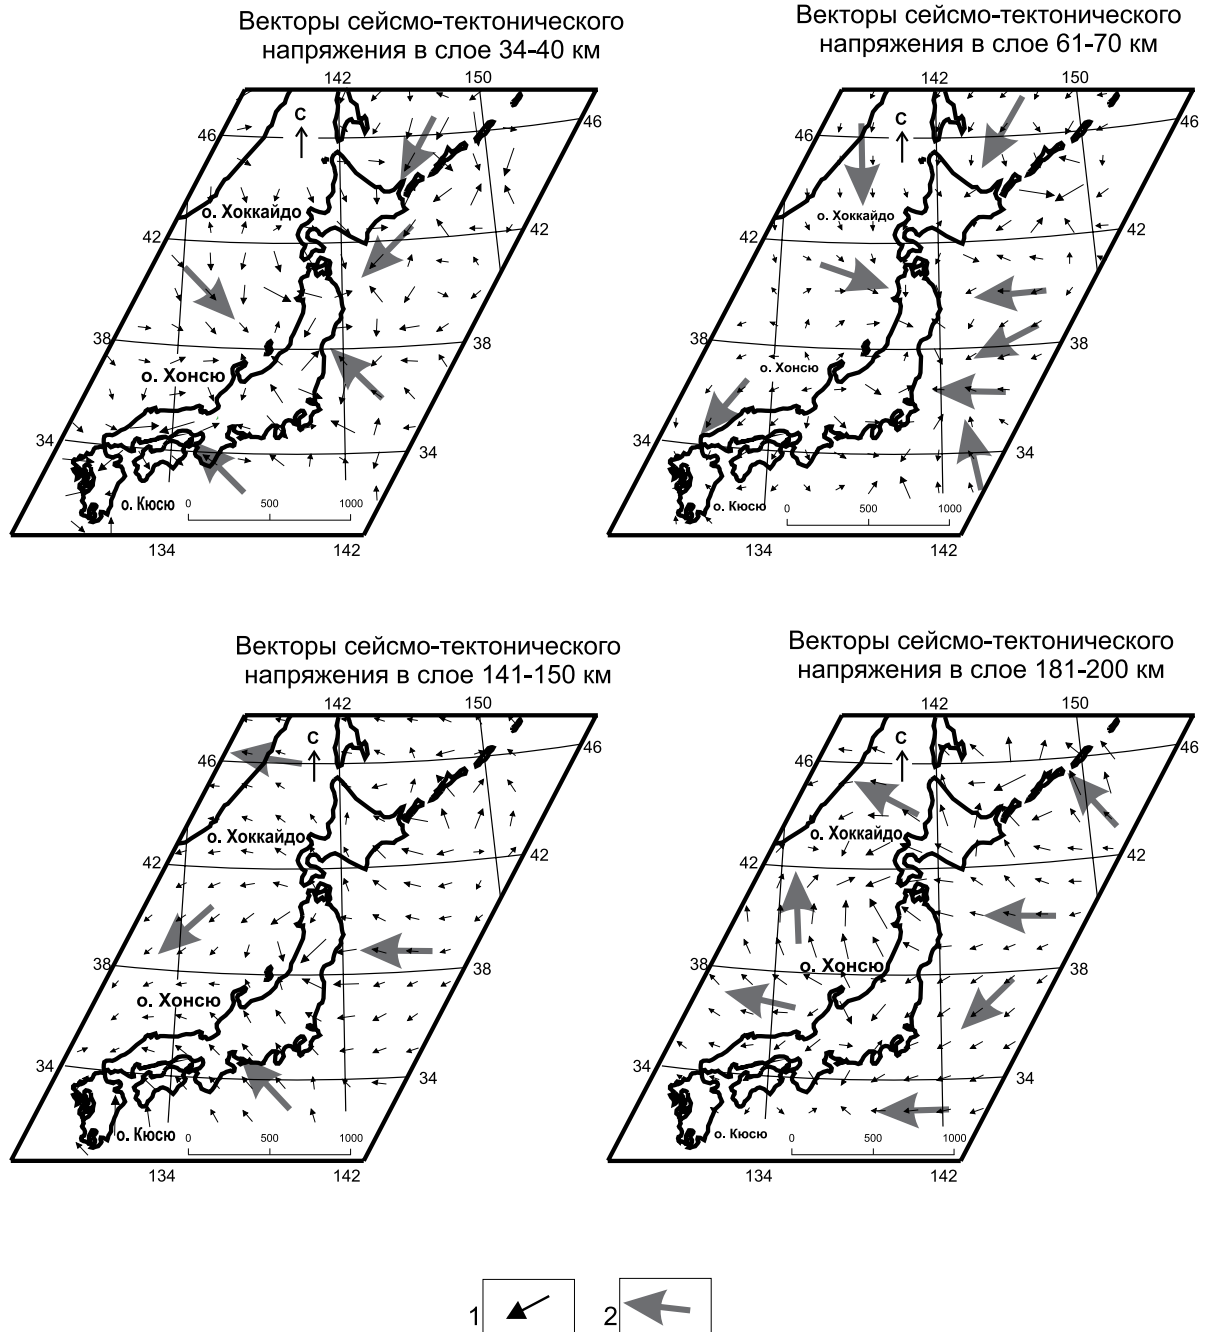 Векторы сейсмо-тектонического
напряжения в слое 34-40 км
142
150
46
С
46
о. Хоккайдо
42
42
38
38
о. Хонсю
34
34
о. Кюсю
0
500
1000
134
142
Векторы сейсмо-тектонического
напряжения в слое 61-70 км
142
150
46
С
46
о. Хоккайдо
42
42
38
38
о. Хонсю
34
34
о. Кюсю
0
500
1000
134
142
Векторы сейсмо-тектонического
напряжения в слое 141-150 км
142
150
46
С
46
о. Хоккайдо
42
42
38
38
о. Хонсю
34
34
о. Кюсю
0
500
1000
134
142
Векторы сейсмо-тектонического
напряжения в слое 181-200 км
142
150
46
С
46
о. Хоккайдо
42
42
38
38
о. Хонсю
34
34
о. Кюсю
0
500
1000
134
142
1
2